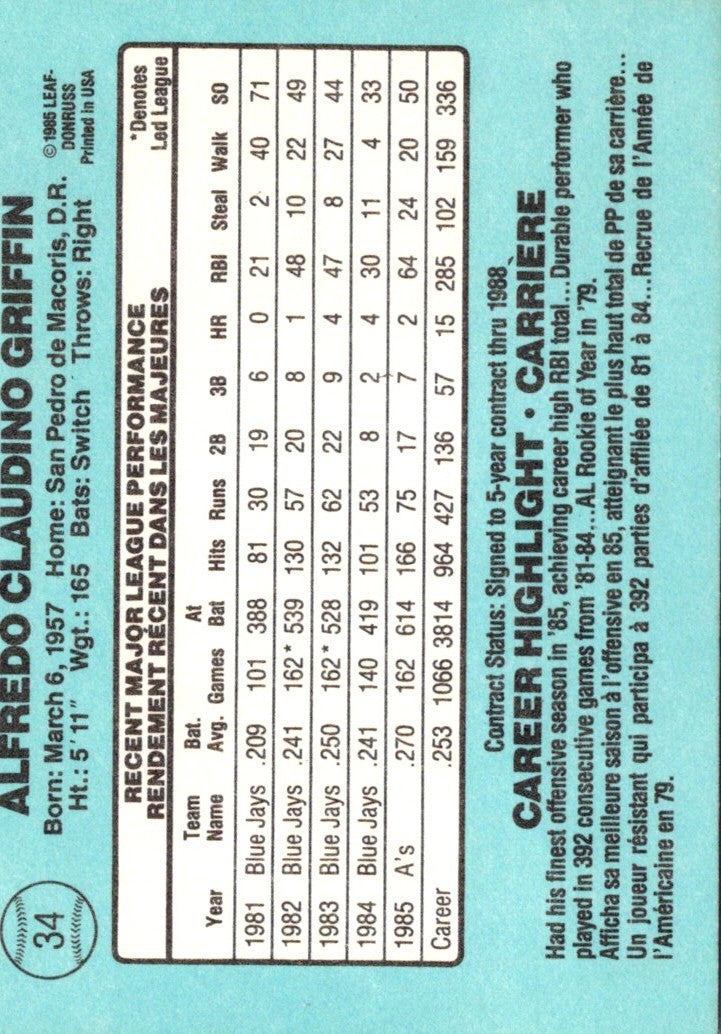 34
ALFREDO CLAUDINO GRIFFIN
Born: March 6, 1957 Home: San Pedro de Macoris, D.R.
Ht.: 5' 11" Wgt.: 165 Bats: Switch Throws: Right
© 1985 LEAF-
DONRUSS
Printed in USA
RECENT MAJOR LEAGUE PERFORMANCE
RENDEMENT RÉCENT DANS LES MAJEURES
*Denotes
Led League
Year Team Name Bat. Avg. Games At Bat Hits Runs 2B 3B HR RBI Steal Walk SO
1981 Blue Jays .209 101 388 81 30 19 6 0 21 2 40 71
1982 Blue Jays .241 162* 539 130 57 20 8 1 48 10 22 49
1983 Blue Jays .250 162* 528 132 62 22 9 4 47 8 27 44
1984 Blue Jays .241 140 419 101 53 8 2 4 30 11 4 33
1985 A's .270 162 614 166 75 17 7 2 64 24 20 50
Career .253 1066 3814 964 427 136 57 15 285 102 159 336
Contract Status: Signed to 5-year contract thru 1988
CAREER HIGHLIGHT • CARRIÈRE
Had his finest offensive season in '85, achieving career high RBI total...Durable performer who
played in 392 consecutive games from '81-84...AL Rookie of Year in '79.
Afficha sa meilleure saison à l'offensive en 85, atteignant le plus haut total de PP de sa carrière...
Un joueur résistant qui participa à 392 parties d'affilée de 81 à 84...Recrue de l'Année de
l'Américaine en 79.